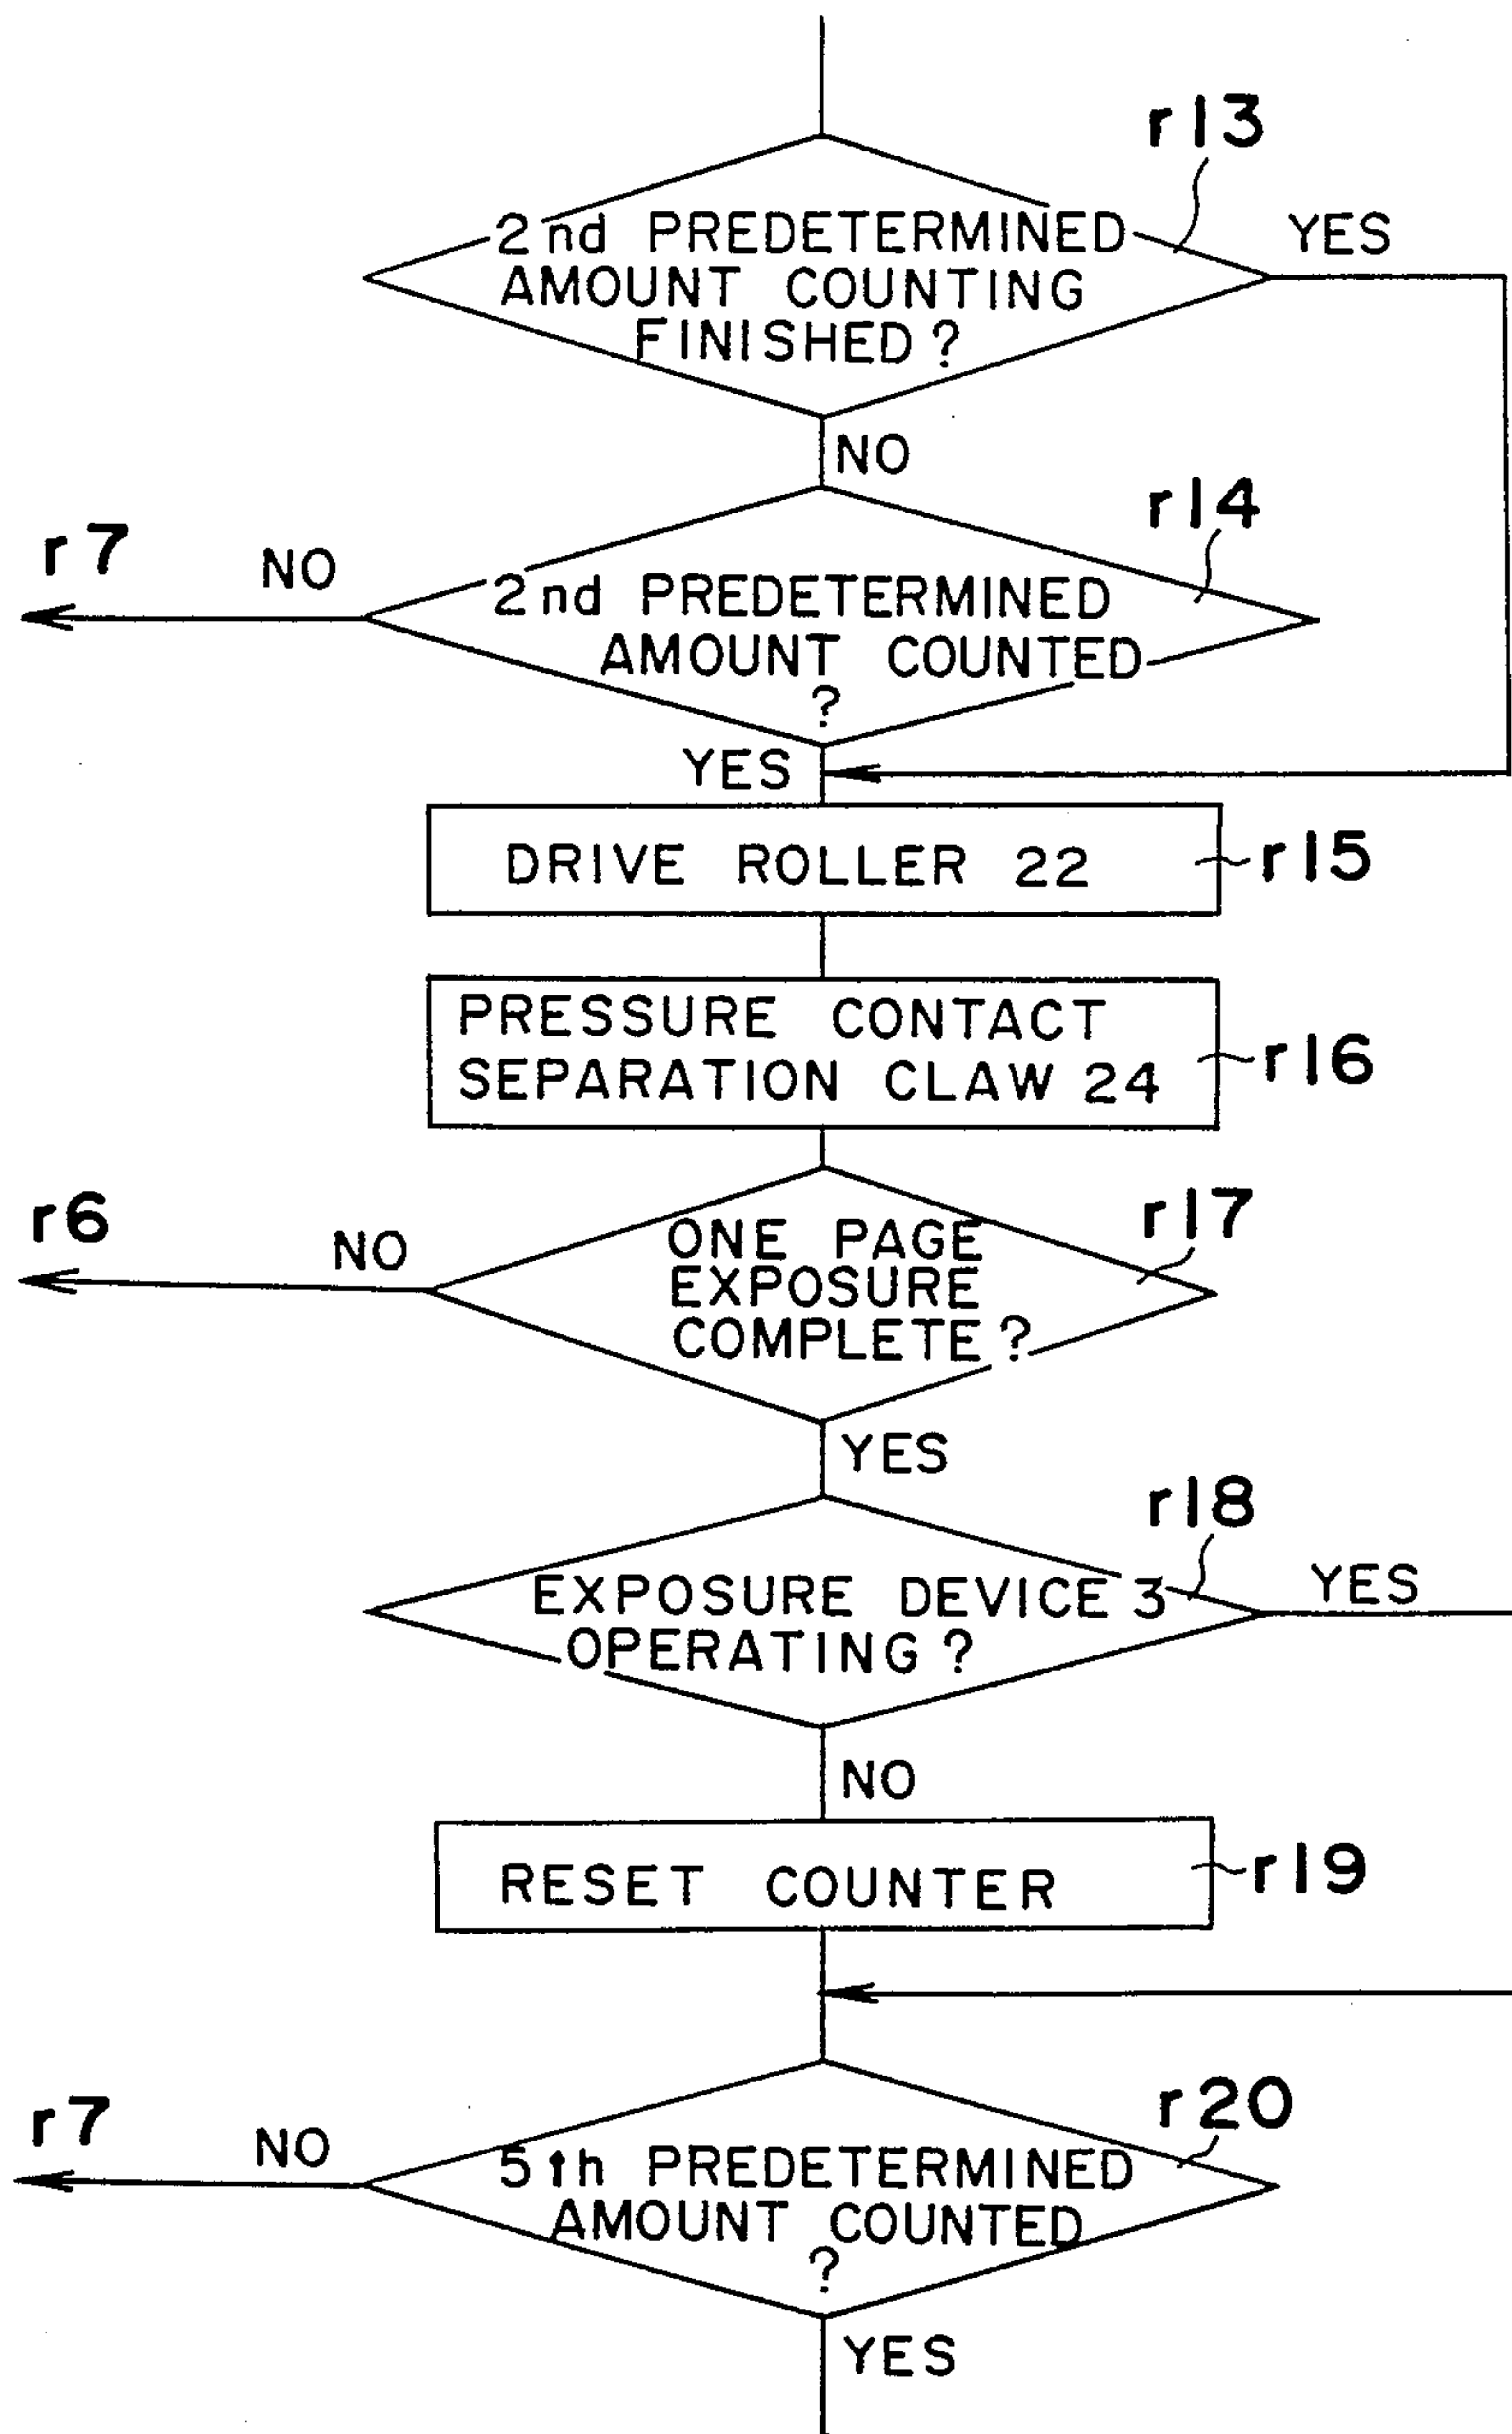 r13
2nd PREDETERMINED
AMOUNT COUNTING
FINISHED?
YES
NO
r14
r7
NO
2nd PREDETERMINED
AMOUNT COUNTED
?
YES
DRIVE ROLLER 22
r15
PRESSURE CONTACT
SEPARATION CLAW 24
r16
r6
NO
r17
ONE PAGE
EXPOSURE
COMPLETE?
YES
r18
EXPOSURE DEVICE 3
OPERATING?
YES
NO
RESET COUNTER
r19
r7
NO
r20
5th PREDETERMINED
AMOUNT COUNTED
?
YES